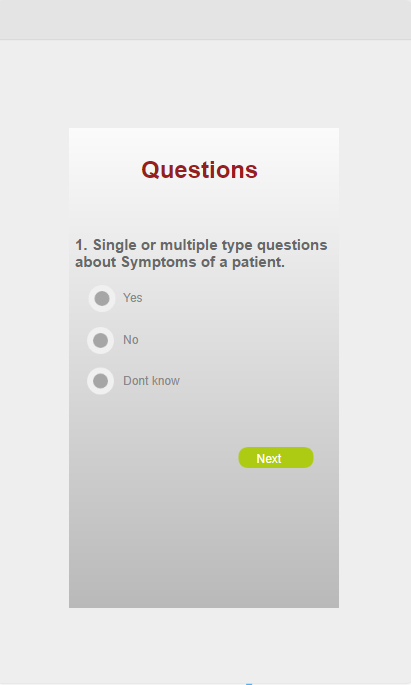 Questions
1. Single or multiple type questions
about Symptoms of a patient.
Yes
No
Dont know
Next